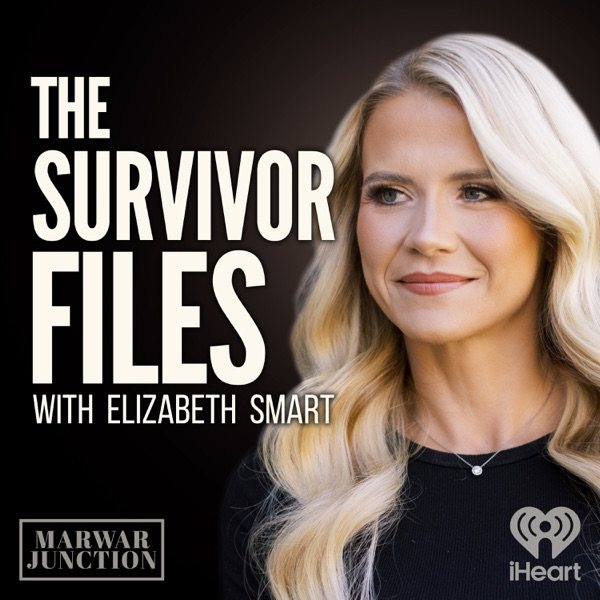 THE
SURVIVOR
FILES
WITH ELIZABETH SMART
MARWAR
JUNCTION
iHeart